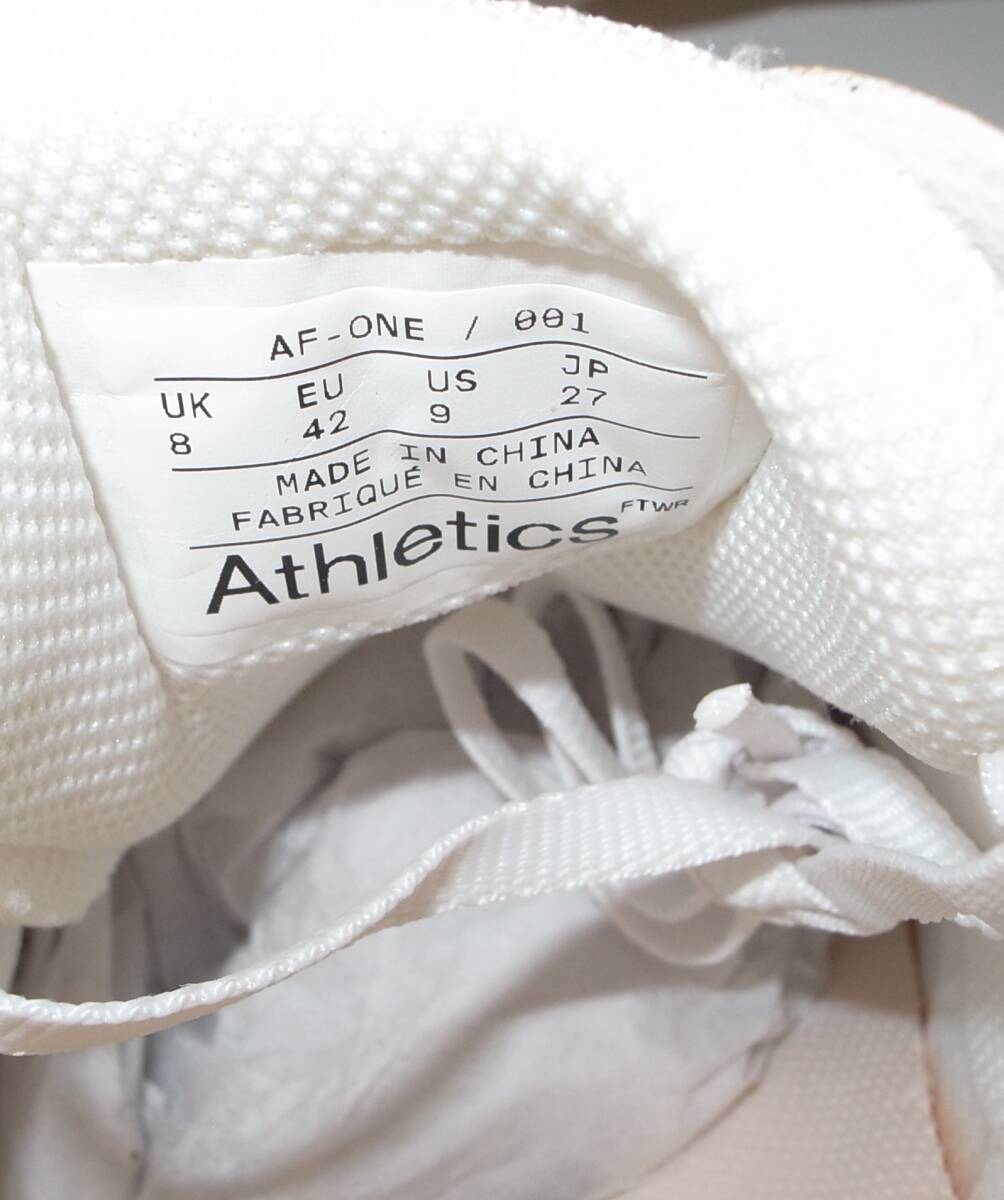 AF-ONE / 001
UK EU US JP
8 42 9 27
MADE IN CHINA
FABRIQUÉ EN CHINA
Athletics FTWR